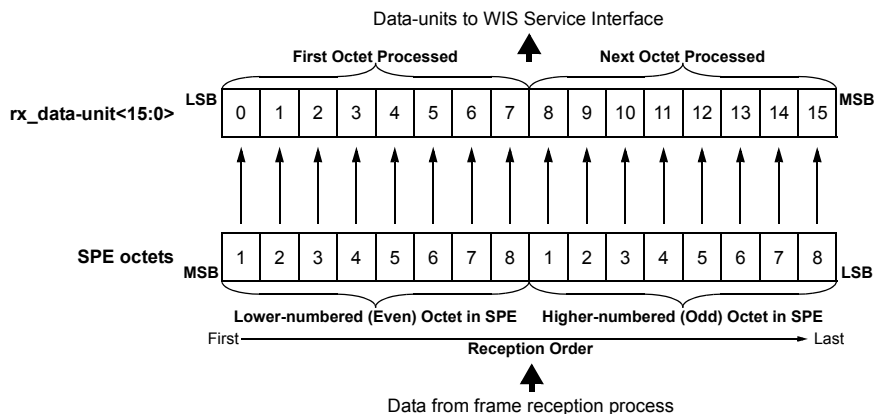 Data-units to WIS Service Interface
First Octet Processed Next Octet Processed
rx_data-unit<15:0> LSB 0 1 2 3 4 5 6 7 8 9 10 11 12 13 14 15 MSB
SPE octets MSB 1 2 3 4 5 6 7 8 1 2 3 4 5 6 7 8 LSB
Lower-numbered (Even) Octet in SPE Higher-numbered (Odd) Octet in SPE
First Last
Reception Order
Data from frame reception process